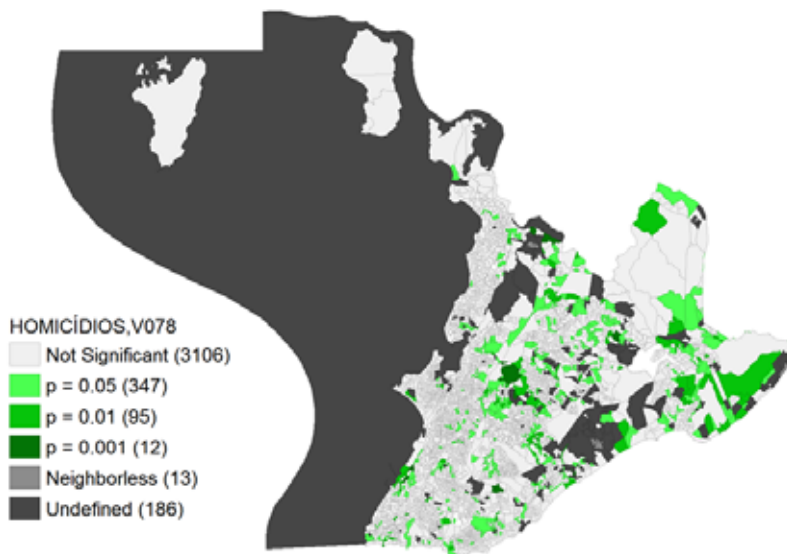 HOMICÍDIOS,V078
Not Significant (3106)
p = 0.05 (347)
p = 0.01 (95)
p = 0.001 (12)
Neighborless (13)
Undefined (186)